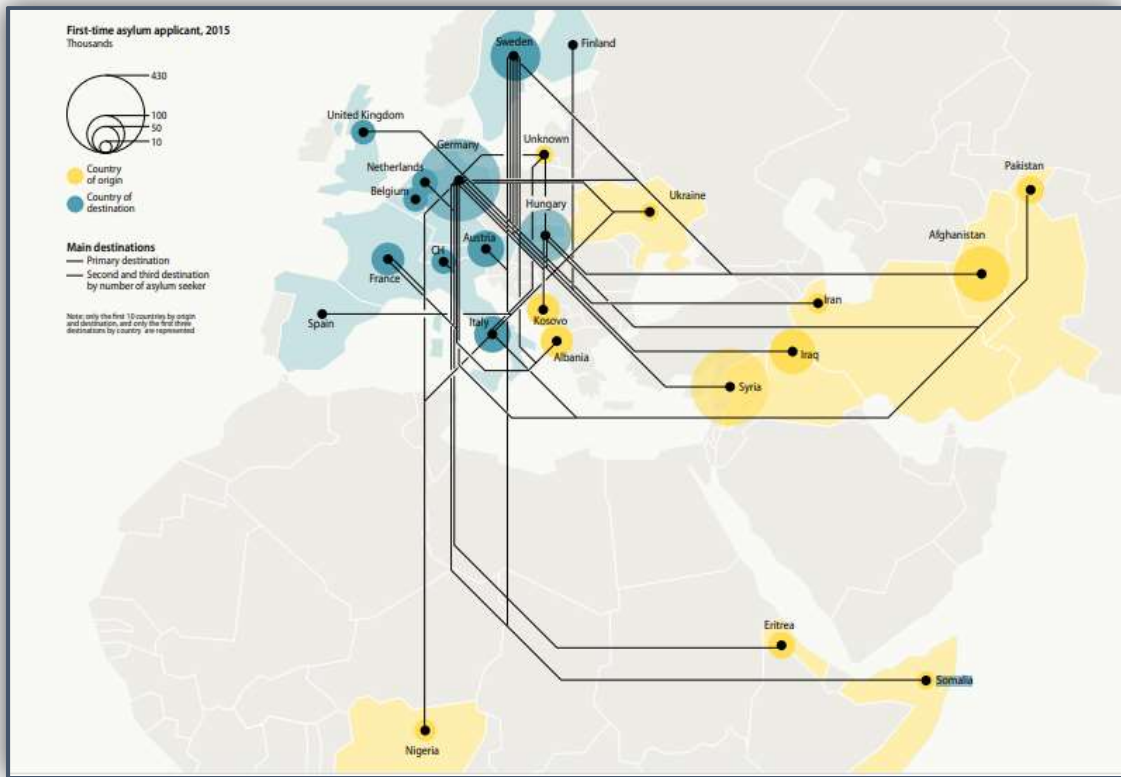 First-time asylum applicant, 2015
Thousands
430
100
50
10
Country
of origin
Country of
destination
Main destinations
Primary destination
Second and third destination
by number of asylum seeker
Note: only the first 10 countries by origin
and destination, and only the first three
destinations by country are represented
Sweden
Finland
United Kingdom
Germany
Unknown
Netherlands
Belgium
Pakistan
Ukraine
Hungary
Afghanistan
Austria
CH
France
Iran
Spain
Italy
Kosovo
Albania
Iraq
Syria
Eritrea
Somalia
Nigeria